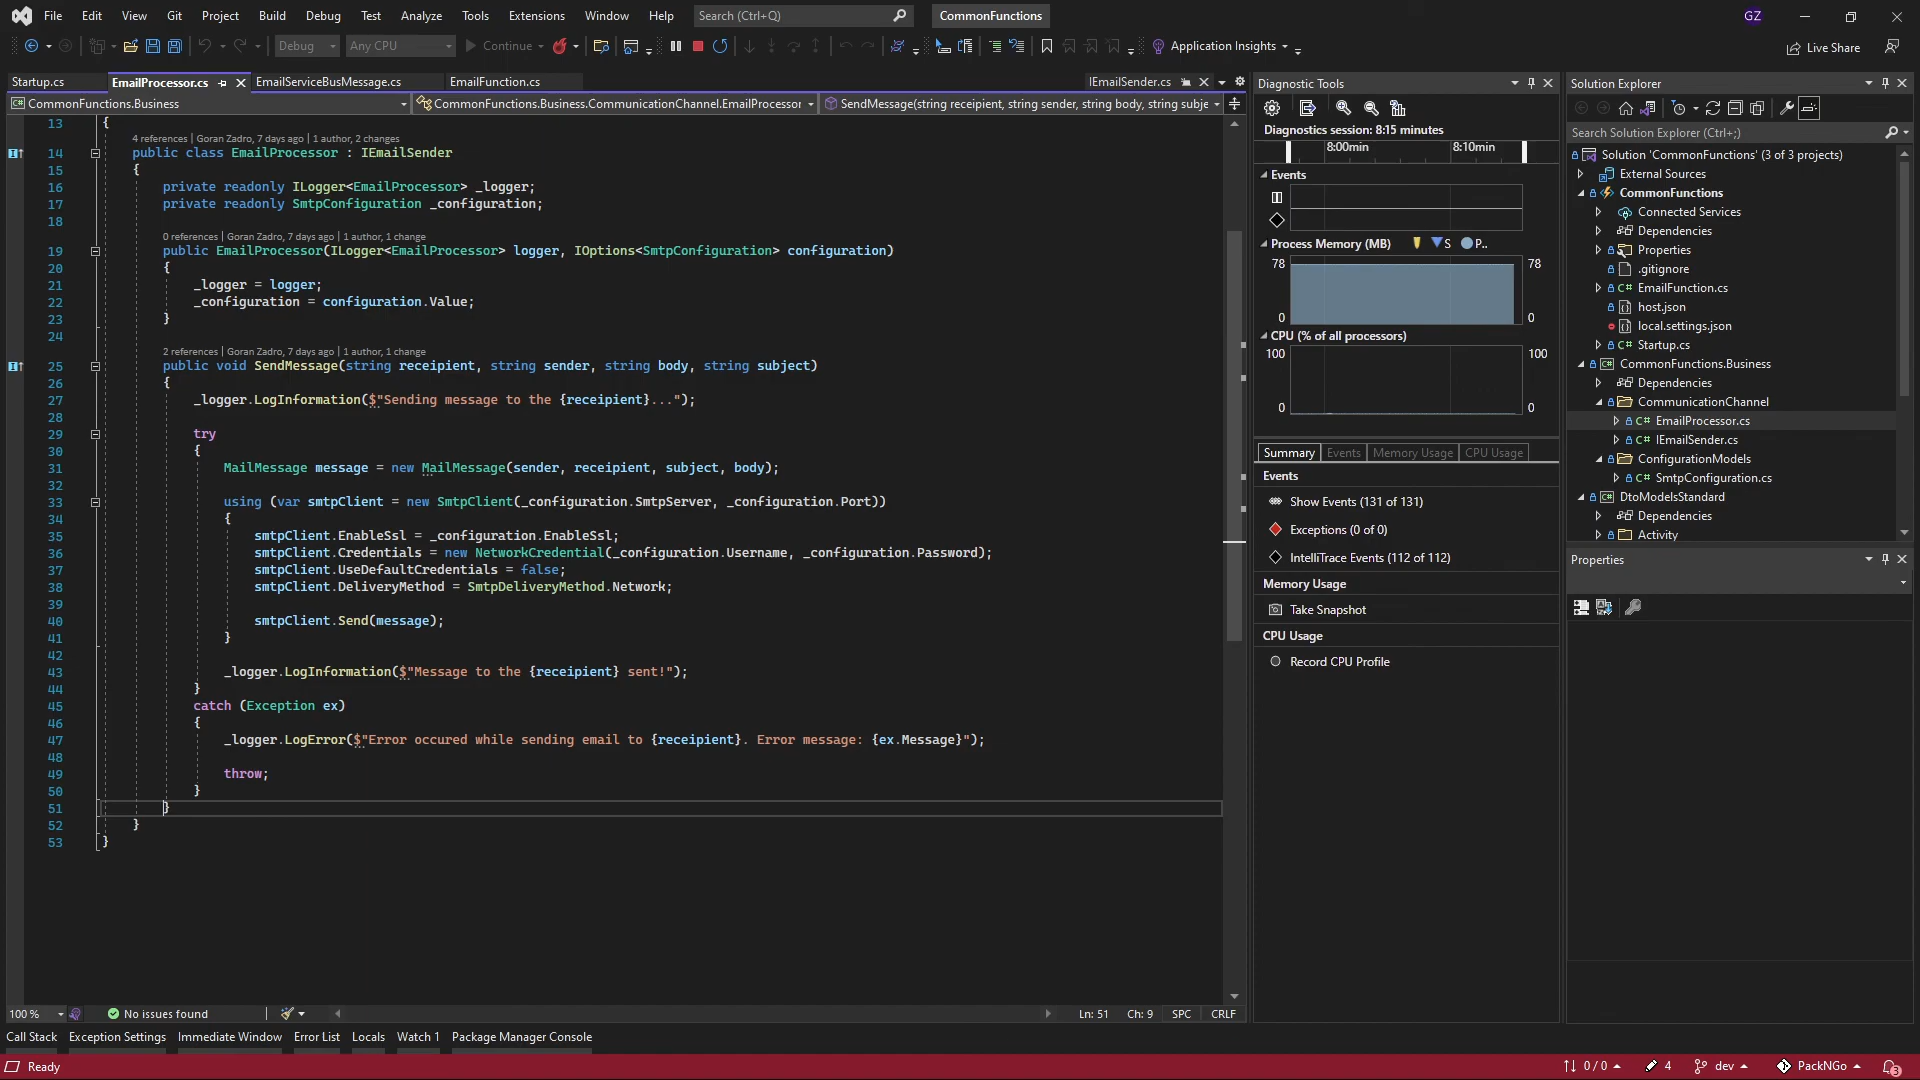 File Edit View Git Project Build Debug Test Analyze Tools Extensions Window Help Search (Ctrl+Q) CommonFunctions GZ
Debug Any CPU Continue Application Insights Live Share
Startup.cs EmailProcessor.cs EmailServiceBusMessage.cs EmailFunction.cs IEmailSender.cs
CommonFunctions.Business CommonFunctions.Business.CommunicationChannel.EmailProcessor SendMessage(string receipient, string sender, string body, string subje
13 {
4 references | Goran Zadro, 7 days ago | 1 author, 2 changes
14 public class EmailProcessor : IEmailSender
15 {
16 private readonly ILogger<EmailProcessor> _logger;
17 private readonly SmtpConfiguration _configuration;
18
0 references | Goran Zadro, 7 days ago | 1 author, 1 change
19 public EmailProcessor(ILogger<EmailProcessor> logger, IOptions<SmtpConfiguration> configuration)
20 {
21 _logger = logger;
22 _configuration = configuration.Value;
23 }
24
2 references | Goran Zadro, 7 days ago | 1 author, 1 change
25 public void SendMessage(string receipient, string sender, string body, string subject)
26 {
27 _logger.LogInformation($"Sending message to the {receipient}...");
28
29 try
30 {
31 MailMessage message = new MailMessage(sender, receipient, subject, body);
32
33 using (var smtpClient = new SmtpClient(_configuration.SmtpServer, _configuration.Port))
34 {
35 smtpClient.EnableSsl = _configuration.EnableSsl;
36 smtpClient.Credentials = new NetworkCredential(_configuration.Username, _configuration.Password);
37 smtpClient.UseDefaultCredentials = false;
38 smtpClient.DeliveryMethod = SmtpDeliveryMethod.Network;
39
40 smtpClient.Send(message);
41 }
42
43 _logger.LogInformation($"Message to the {receipient} sent!");
44 }
45 catch (Exception ex)
46 {
47 _logger.LogError($"Error occured while sending email to {receipient}. Error message: {ex.Message}");
48
49 throw;
50 }
51 }
52 }
53 }
100 % No issues found Ln: 51 Ch: 9 SPC CRLF
Diagnostic Tools
Diagnostics session: 8:15 minutes
8:00min 8:10min
Events
Process Memory (MB) S P..
78 78
0 0
CPU (% of all processors)
100 100
0 0
Summary Events Memory Usage CPU Usage
Events
Show Events (131 of 131)
Exceptions (0 of 0)
IntelliTrace Events (112 of 112)
Memory Usage
Take Snapshot
CPU Usage
Record CPU Profile
Solution Explorer
Search Solution Explorer (Ctrl+;)
Solution 'CommonFunctions' (3 of 3 projects)
External Sources
CommonFunctions
Connected Services
Dependencies
Properties
.gitignore
C# EmailFunction.cs
host.json
local.settings.json
C# Startup.cs
CommonFunctions.Business
Dependencies
CommunicationChannel
C# EmailProcessor.cs
C# IEmailSender.cs
ConfigurationModels
C# SmtpConfiguration.cs
DtoModelsStandard
Dependencies
Activity
Properties
Call Stack Exception Settings Immediate Window Error List Locals Watch 1 Package Manager Console
Ready 0 / 0 4 dev PackNGo 3